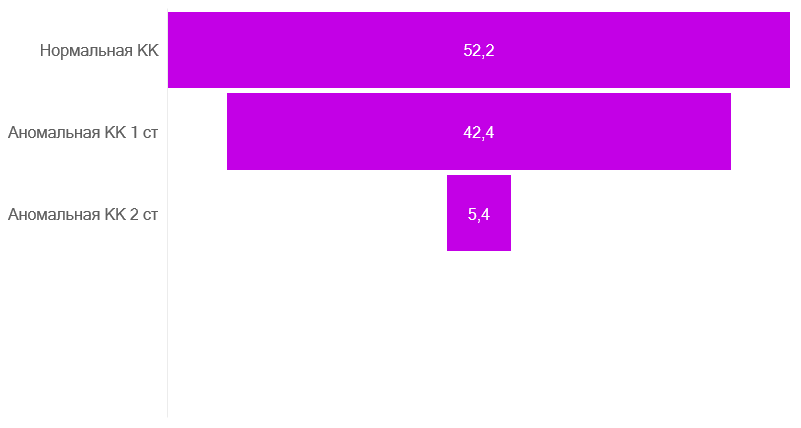 Нормальная КК
52,2
Аномальная КК 1 ст
42,4
Аномальная КК 2 ст
5,4